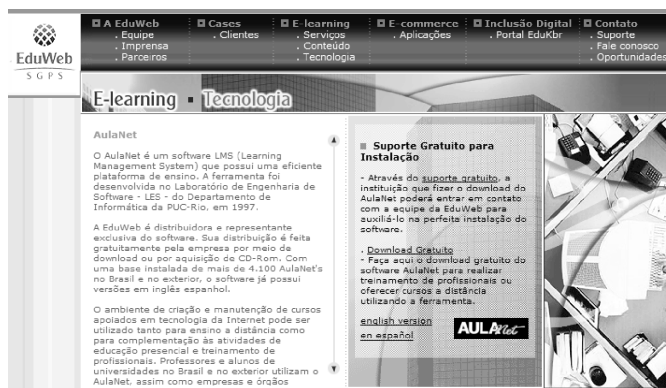 A EduWeb
. Equipe
. Imprensa
. Parceiros
Cases
. Clientes
E-learning
. Serviços
. Conteúdo
. Tecnologia
E-commerce
. Aplicações
Inclusão Digital
. Portal EduKbr
Contato
. Suporte
. Fale conosco
. Oportunidades
EduWeb
SGPS
E-learning ▪ Tecnologia
AulaNet
O AulaNet é um software LMS (Learning
Management System) que possui uma eficiente
plataforma de ensino. A ferramenta foi
desenvolvida no Laboratório de Engenharia de
Software - LES - do Departamento de
Informática da PUC-Rio, em 1997.
A EduWeb é distribuidora e representante
exclusiva do software. Sua distribuição é feita
gratuitamente pela empresa por meio de
download ou por aquisição de CD-Rom. Com
uma base instalada de mais de 4.100 AulaNet's
no Brasil e no exterior, o software já possui
versões em inglês espanhol.
O ambiente de criação e manutenção de cursos
apoiados em tecnologia da Internet pode ser
utilizado tanto para ensino a distância como
para complementação às atividades de
educação presencial e treinamento de
profissionais. Professores e alunos de
universidades no Brasil e no exterior utilizam o
AulaNet, assim como empresas e órgãos
Suporte Gratuito para
Instalação
- Através do suporte gratuito, a
instituição que fizer o download do
AulaNet poderá entrar em contato
com a equipe da EduWeb para
auxiliá-lo na perfeita instalação do
software.
. Download Gratuito
- Faça aqui o download gratuito do
software AulaNet para realizar
treinamento de profissionais ou
oferecer cursos a distância
utilizando a ferramenta.
english version
en español
AULANet